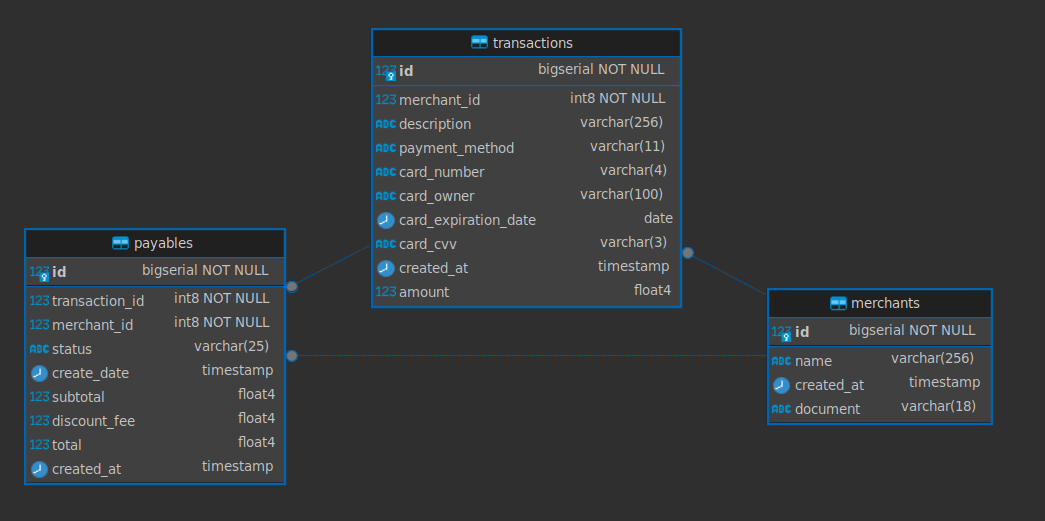 transactions
123 id bigserial NOT NULL
123 merchant_id int8 NOT NULL
ABC description varchar(256)
ABC payment_method varchar(11)
ABC card_number varchar(4)
ABC card_owner varchar(100)
card_expiration_date date
ABC card_cvv varchar(3)
created_at timestamp
123 amount float4
payables
123 id bigserial NOT NULL
123 transaction_id int8 NOT NULL
123 merchant_id int8 NOT NULL
ABC status varchar(25)
create_date timestamp
123 subtotal float4
123 discount_fee float4
123 total float4
created_at timestamp
merchants
123 id bigserial NOT NULL
ABC name varchar(256)
created_at timestamp
ABC document varchar(18)